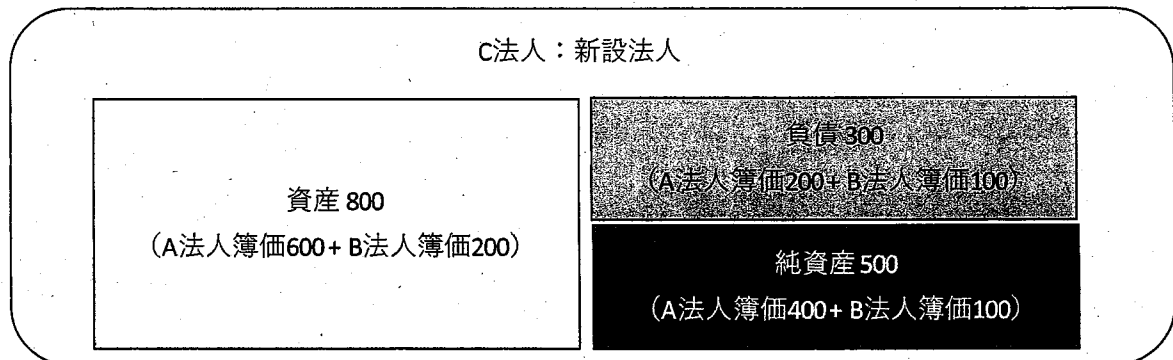 C法人：新設法人
資産 800
（A法人簿価600+ B法人簿価200）
負債 300
（A法人簿価200+ B法人簿価100）
純資産 500
（A法人簿価400+ B法人簿価100）